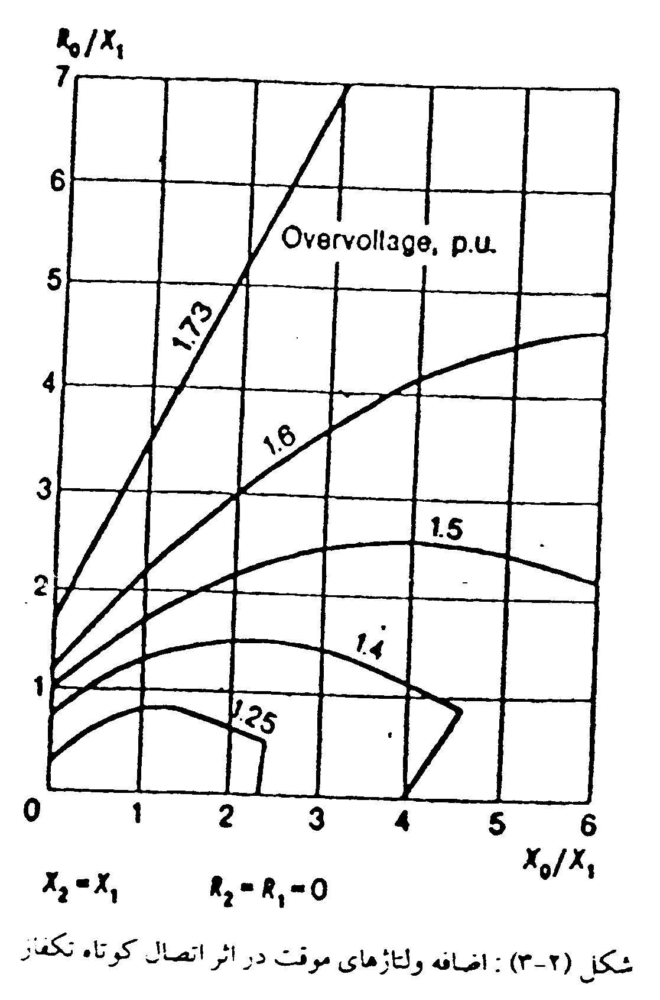 R₀/X₁
7
6
Overvoltage, p.u.
5
1.73
4
1.6
3
1.5
2
1.4
1
1.25
0 1 2 3 4 5 6
X₀/X₁
X₂ = X₁ R₂ = R₁ = 0
شکل (۲-۳) : اضافه ولتاژهای موقت در اثر اتصال کوتاه تکفاز